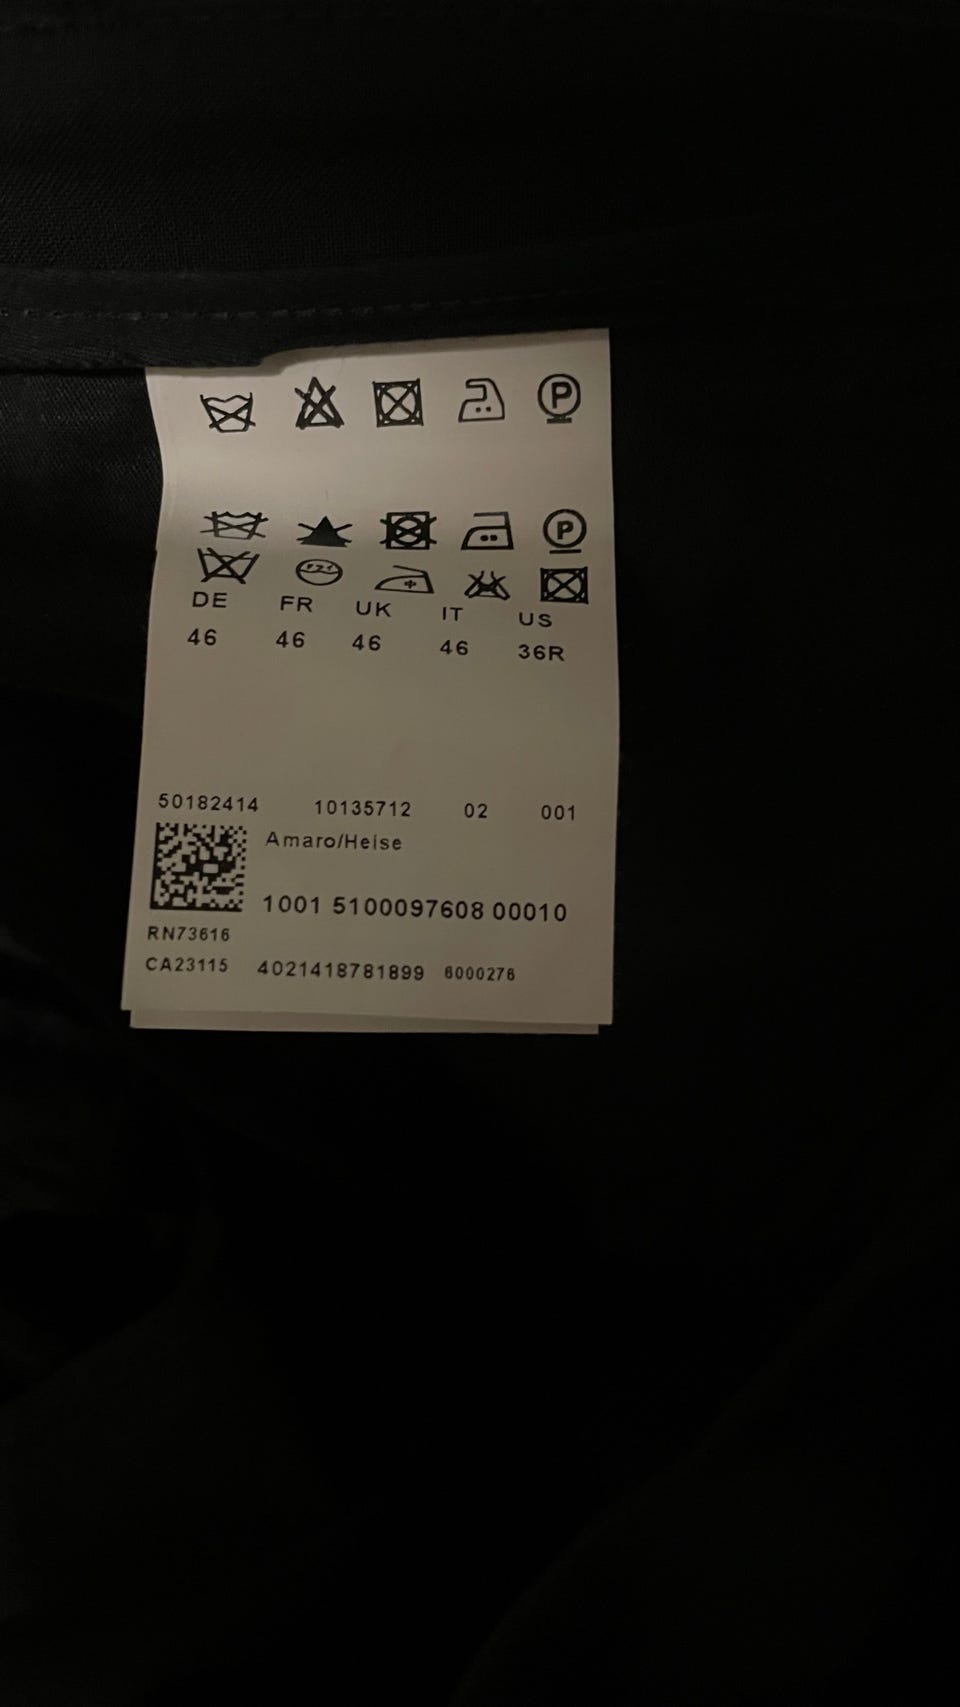 P
P
DE FR UK IT US
46 46 46 46 36R
50182414 10135712 02 001
Amaro/Heise
1001 5100097608 00010
RN73616
CA23115 4021418781899 6000276